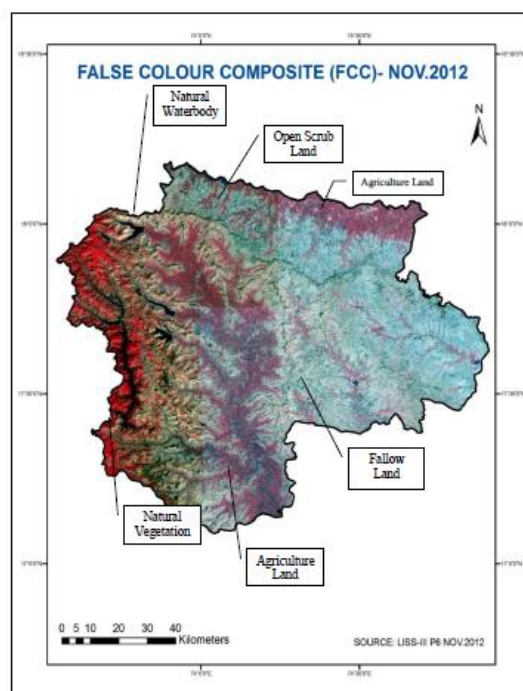 FALSE COLOUR COMPOSITE (FCC)- NOV.2012
Natural
Waterbody
N
Open Scrub
Land
Agriculture Land
Fallow
Land
Natural
Vegetation
Agriculture
Land
0 5 10 20 30 40
Kilometers
SOURCE: LISS-III P6 NOV.2012